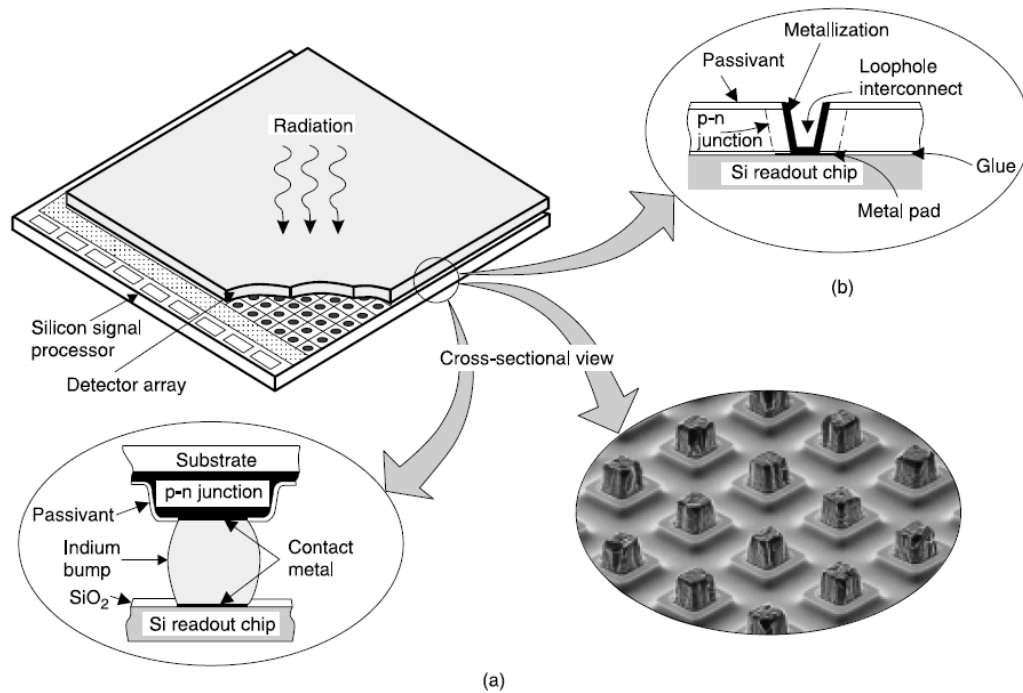 Radiation
Silicon signal
processor
Detector array
Cross-sectional view
Metallization
Passivant
Loophole
interconnect
p-n
junction
Si readout chip
Glue
Metal pad
(b)
Substrate
p-n junction
Passivant
Indium
bump
Contact
metal
SiO₂
Si readout chip
(a)